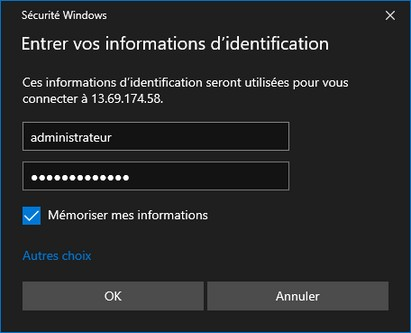 Sécurité Windows
Entrer vos informations d’identification
Ces informations d’identification seront utilisées pour vous
connecter à 13.69.174.58.
administrateur
●●●●●●●●●●●●●
Mémoriser mes informations
Autres choix
OK Annuler